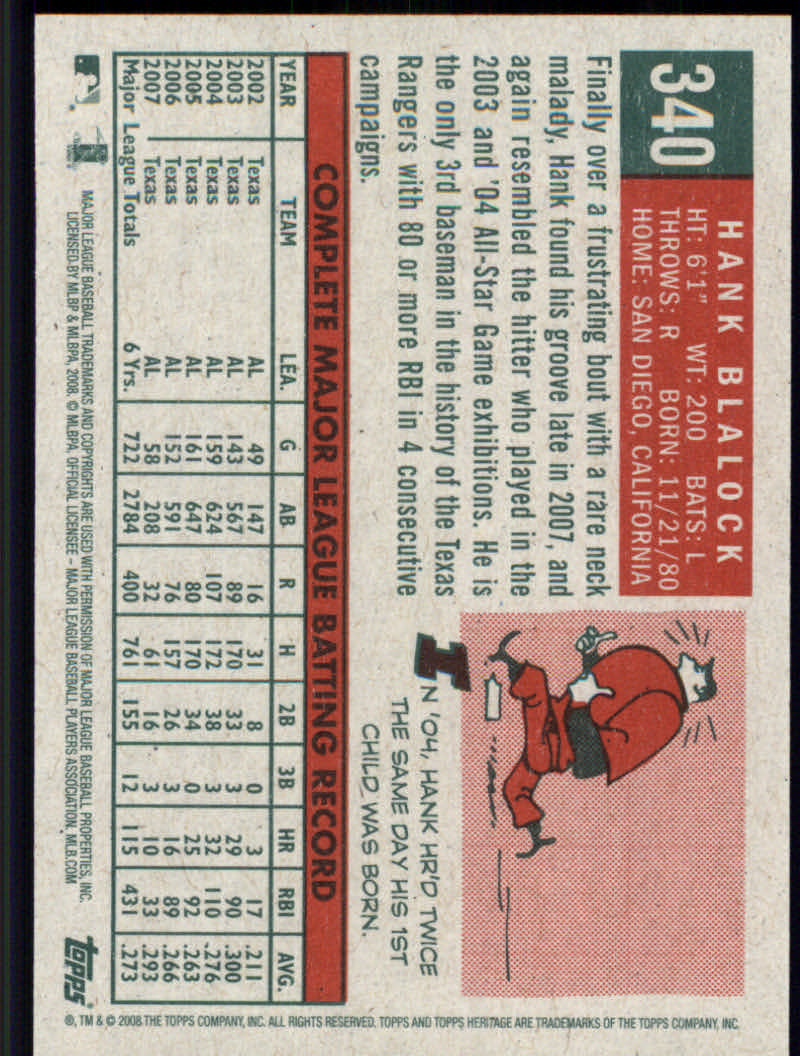 340
HANK BLALOCK
HT: 6'1" WT: 200 BATS: L
THROWS: R BORN: 11/21/80
HOME: SAN DIEGO, CALIFORNIA
Finally over a frustrating bout with a rare neck
malady, Hank found his groove late in 2007, and
again resembled the hitter who played in the
2003 and '04 All-Star Game exhibitions. He is
the only 3rd baseman in the history of the Texas
Rangers with 80 or more RBI in 4 consecutive
campaigns.
IN '04, HANK HR'D TWICE
THE SAME DAY HIS 1ST
CHILD WAS BORN.
COMPLETE MAJOR LEAGUE BATTING RECORD
YEAR TEAM LEA. G AB R H 2B 3B HR RBI AVG.
2002 Texas AL 49 147 16 31 8 0 3 17 .211
2003 Texas AL 143 567 89 170 33 3 29 90 .300
2004 Texas AL 159 624 107 172 38 3 32 110 .276
2005 Texas AL 161 647 80 170 34 0 25 92 .263
2006 Texas AL 152 591 76 157 26 3 16 89 .266
2007 Texas AL 58 208 32 61 16 3 10 33 .293
Major League Totals 6 Yrs. 722 2784 400 761 155 12 115 431 .273
MAJOR LEAGUE BASEBALL TRADEMARKS AND COPYRIGHTS ARE USED WITH PERMISSION OF MAJOR LEAGUE BASEBALL PROPERTIES, INC.
LICENSED BY MLBP & MLBPA, 2008. © MLBPA. OFFICIAL LICENSEE - MAJOR LEAGUE BASEBALL PLAYERS ASSOCIATION, MLB.COM
topps®
®, TM & © 2008 THE TOPPS COMPANY, INC. ALL RIGHTS RESERVED. TOPPS AND TOPPS HERITAGE ARE TRADEMARKS OF THE TOPPS COMPANY, INC.